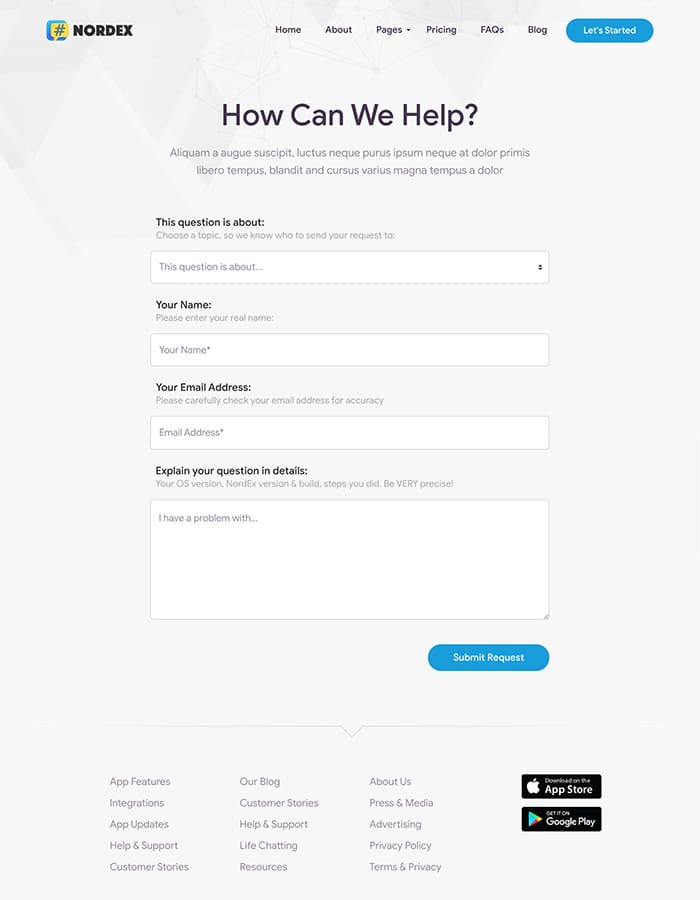 # NORDEX
Home About Pages Pricing FAQs Blog Let's Started
How Can We Help?
Aliquam a augue suscipit, luctus neque purus ipsum neque at dolor primis
libero tempus, blandit and cursus varius magna tempus a dolor
This question is about:
Choose a topic, so we know who to send your request to:
This question is about...
Your Name:
Please enter your real name:
Your Name*
Your Email Address:
Please carefully check your email address for accuracy
Email Address*
Explain your question in details:
Your OS version, NordEx version & build, steps you did. Be VERY precise!
I have a problem with...
Submit Request
App Features
Integrations
App Updates
Help & Support
Customer Stories
Our Blog
Customer Stories
Help & Support
Life Chatting
Resources
About Us
Press & Media
Advertising
Privacy Policy
Terms & Privacy
Download on the
App Store
GET IT ON
Google Play